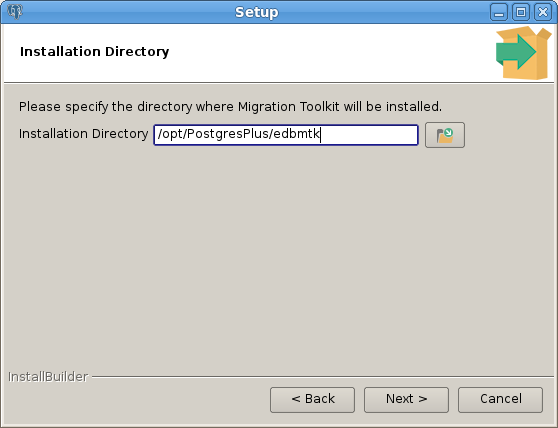 Setup
Installation Directory
Please specify the directory where Migration Toolkit will be installed.
Installation Directory /opt/PostgresPlus/edbmtk
InstallBuilder
< Back Next > Cancel